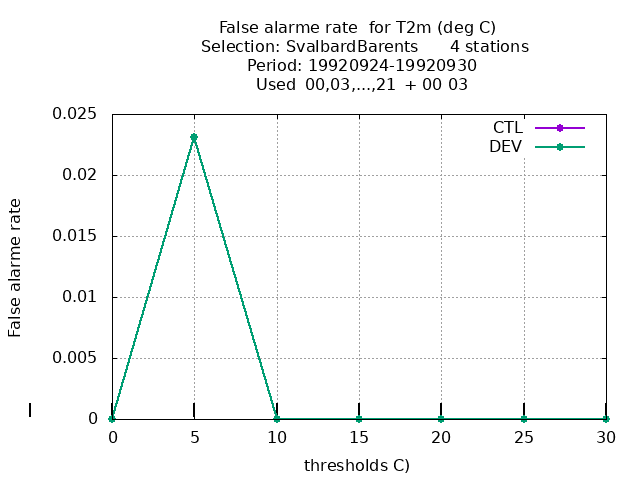 False alarme rate for T2m (deg C)
Selection: SvalbardBarents 4 stations
Period: 19920924-19920930
Used 00,03,...,21 + 00 03
CTL
DEV
0.025
0.02
0.015
0.01
0.005
0
False alarme rate
0 5 10 15 20 25 30
thresholds C)